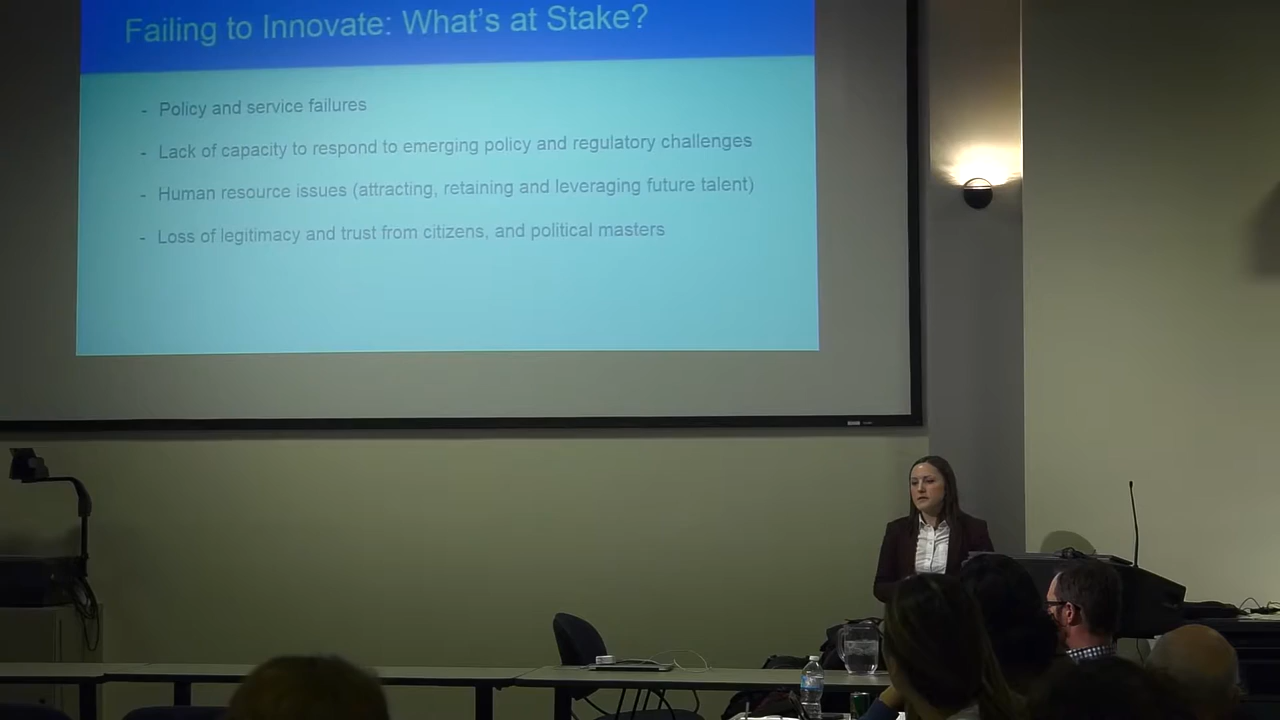 Failing to Innovate: What's at Stake?
- Policy and service failures
- Lack of capacity to respond to emerging policy and regulatory challenges
- Human resource issues (attracting, retaining and leveraging future talent)
- Loss of legitimacy and trust from citizens, and political masters